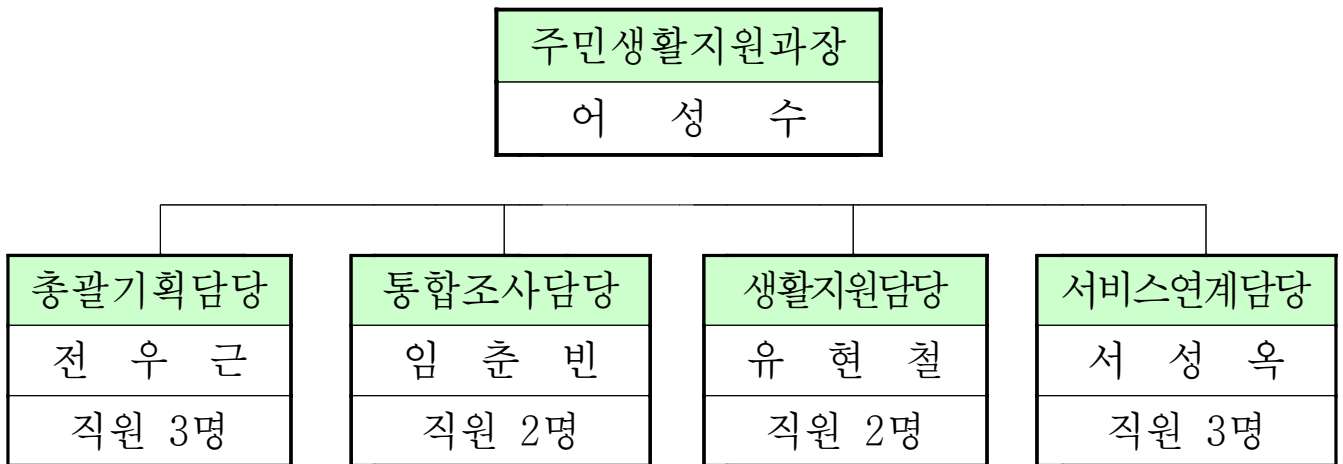 주민생활지원과장
어 성 수
총괄기획담당
전 우 근
직원 3명
통합조사담당
임 춘 빈
직원 2명
생활지원담당
유 현 철
직원 2명
서비스연계담당
서 성 옥
직원 3명